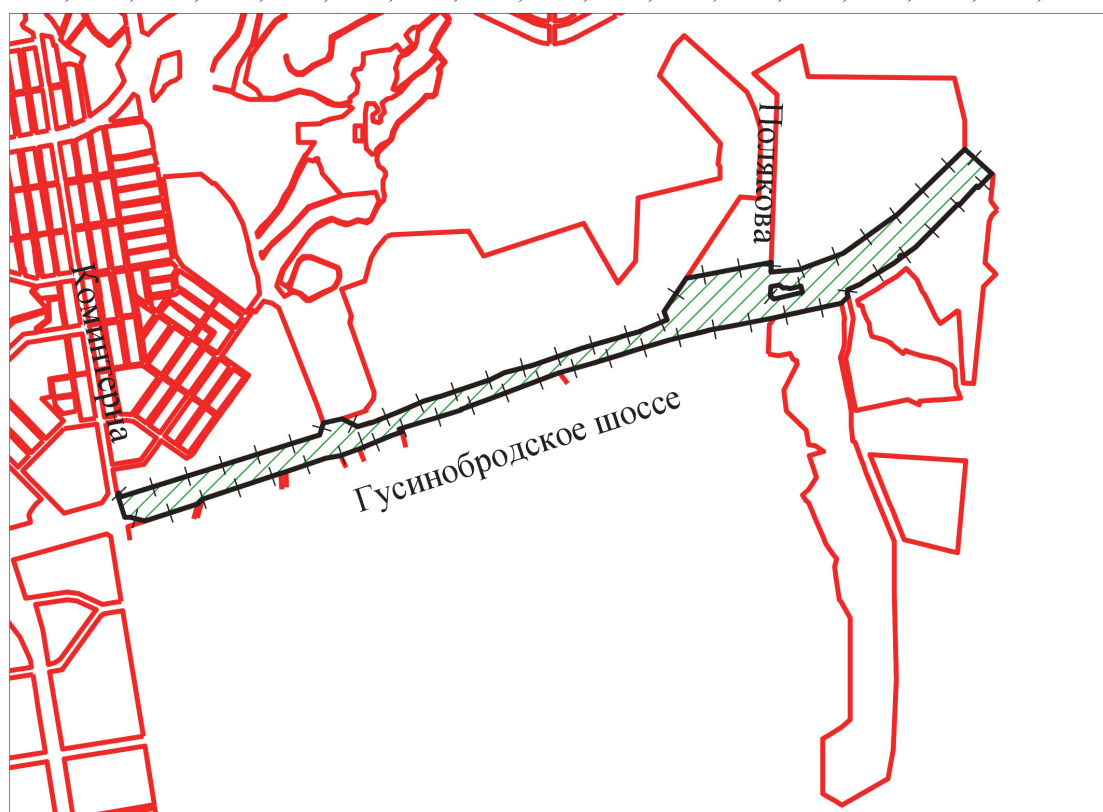 Полякова
Коминтерна
Гусинобродское шоссе